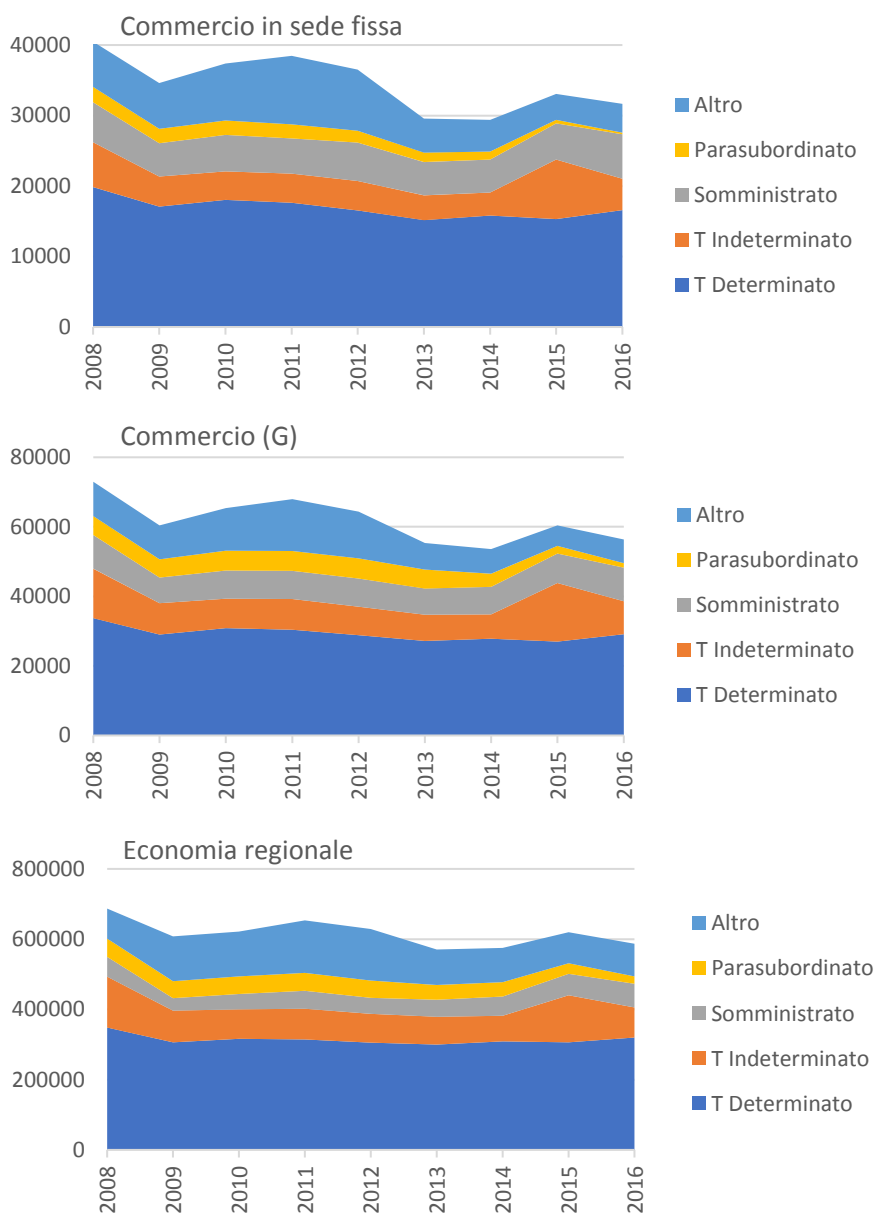 Commercio in sede fissa
40000
30000
20000
10000
0
2008
2009
2010
2011
2012
2013
2014
2015
2016
Altro
Parasubordinato
Somministrato
T Indeterminato
T Determinato
Commercio (G)
80000
60000
40000
20000
0
2008
2009
2010
2011
2012
2013
2014
2015
2016
Altro
Parasubordinato
Somministrato
T Indeterminato
T Determinato
Economia regionale
800000
600000
400000
200000
0
2008
2009
2010
2011
2012
2013
2014
2015
2016
Altro
Parasubordinato
Somministrato
T Indeterminato
T Determinato